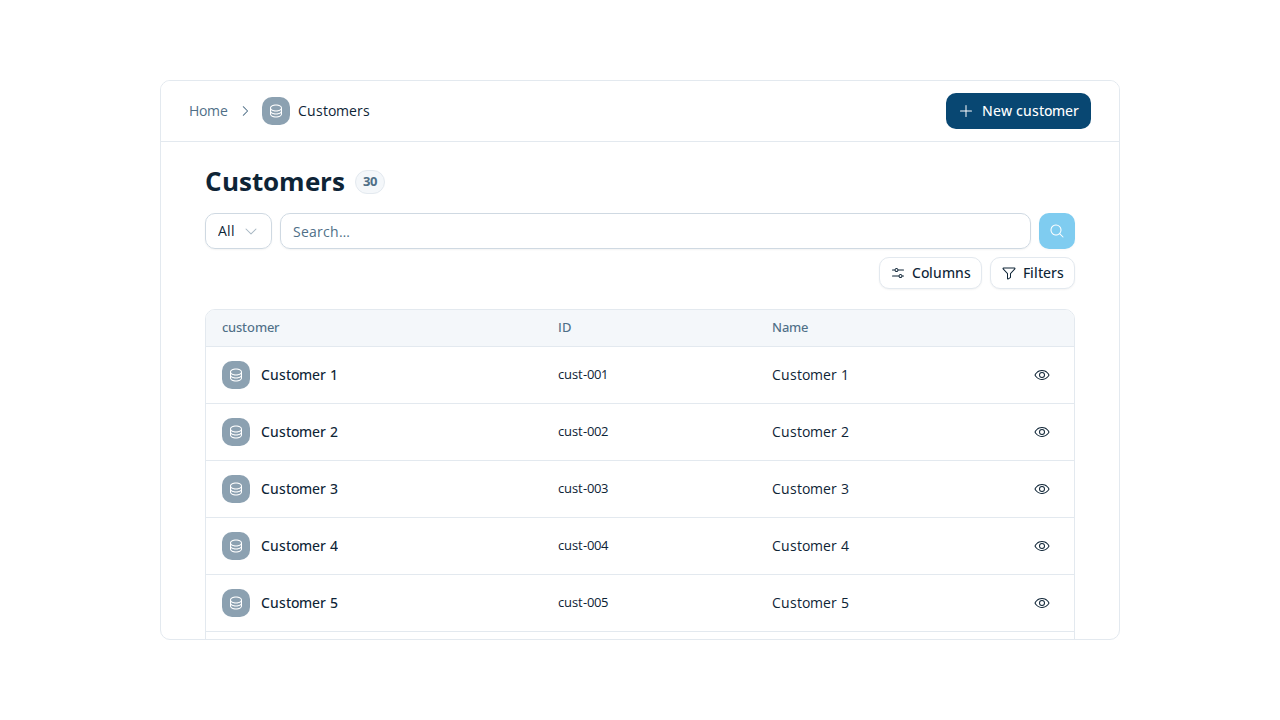 Home Customers New customer
Customers 30
All Search...
Columns Filters
customer ID Name
Customer 1 cust-001 Customer 1
Customer 2 cust-002 Customer 2
Customer 3 cust-003 Customer 3
Customer 4 cust-004 Customer 4
Customer 5 cust-005 Customer 5